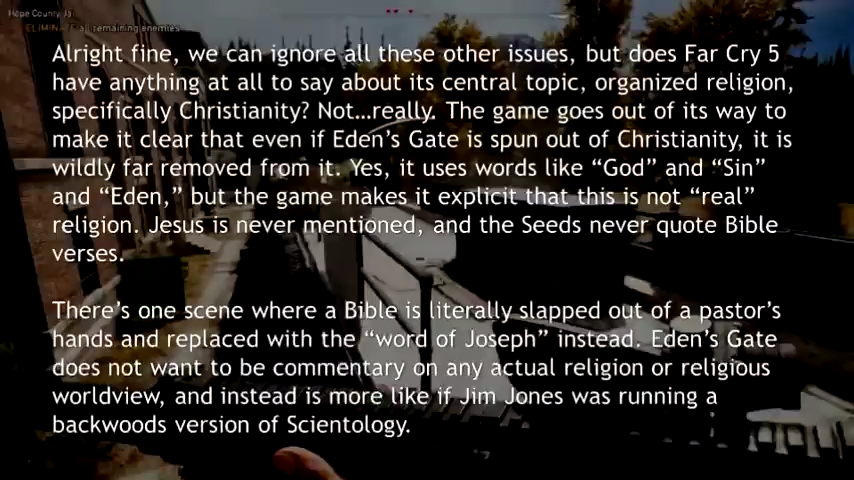 Hope County Jail
ELIMINATE all remaining enemies
Alright fine, we can ignore all these other issues, but does Far Cry 5
have anything at all to say about its central topic, organized religion,
specifically Christianity? Not…really. The game goes out of its way to
make it clear that even if Eden’s Gate is spun out of Christianity, it is
wildly far removed from it. Yes, it uses words like “God” and “Sin”
and “Eden,” but the game makes it explicit that this is not “real”
religion. Jesus is never mentioned, and the Seeds never quote Bible
verses.
There’s one scene where a Bible is literally slapped out of a pastor’s
hands and replaced with the “word of Joseph” instead. Eden’s Gate
does not want to be commentary on any actual religion or religious
worldview, and instead is more like if Jim Jones was running a
backwoods version of Scientology.